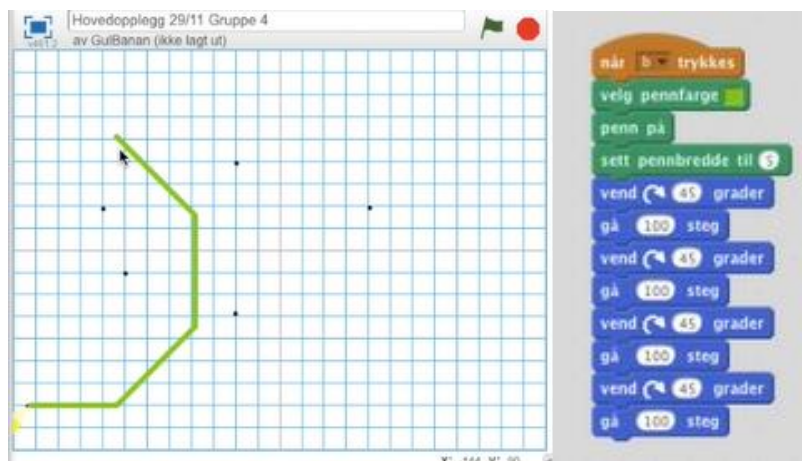 Hovedopplegg 29/11 Gruppe 4
av GulBanan (ikke lagt ut)
når b trykkes
velg pennfarge
penn på
sett pennbredde til 5
vend 45 grader
gå 100 steg
vend 45 grader
gå 100 steg
vend 45 grader
gå 100 steg
vend 45 grader
gå 100 steg